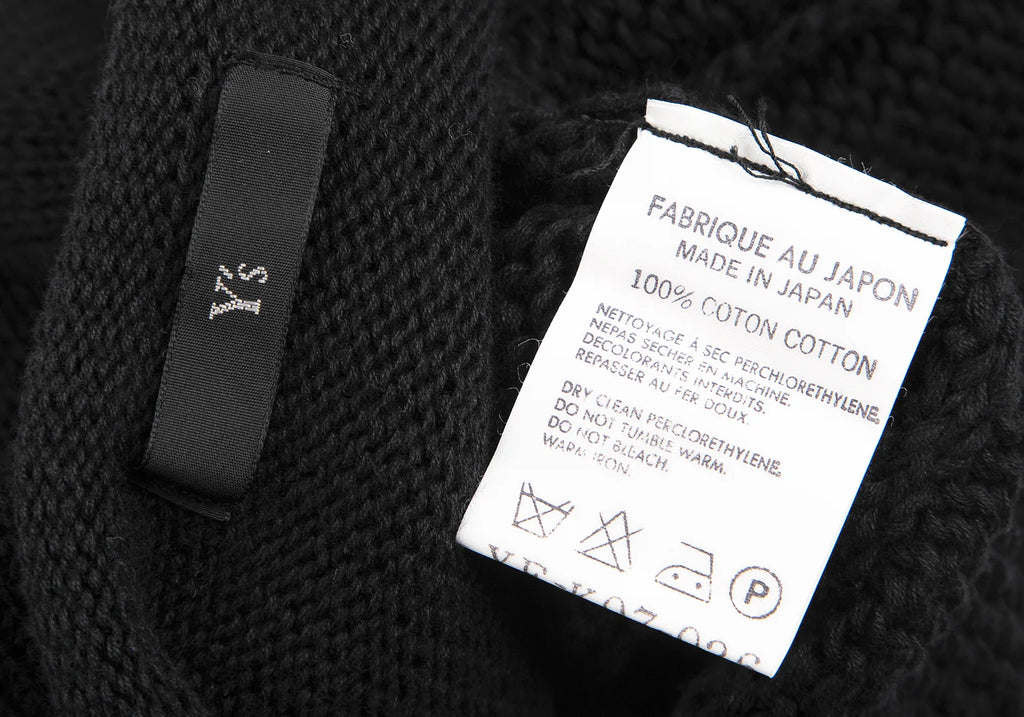 Y's
FABRIQUE AU JAPON
MADE IN JAPAN
100% COTON COTTON
NETTOYAGE À SEC PERCHLORETHYLENE.
NEPAS SECHER EN MACHINE.
DECOLORANTS INTERDITS.
REPASSER AU FER DOUX.
DRY CLEAN PERCLORETHYLENE.
DO NOT TUMBLE WARM.
DO NOT BLEACH.
WARM IRON.
P